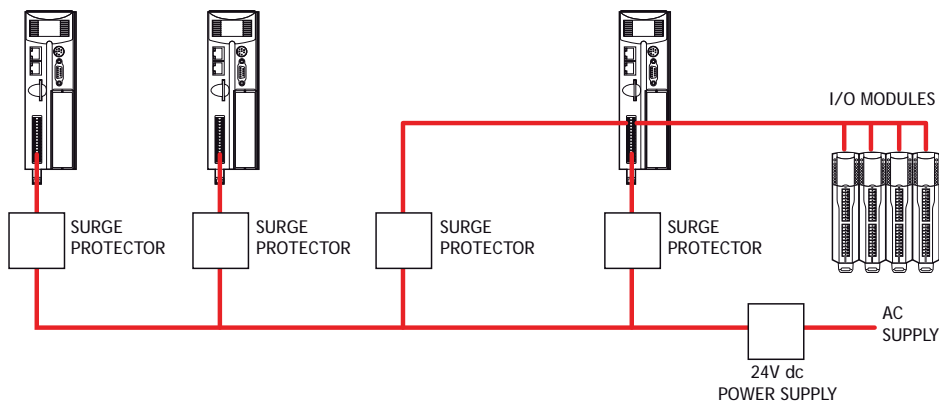 I/O MODULES
SURGE
PROTECTOR
SURGE
PROTECTOR
SURGE
PROTECTOR
SURGE
PROTECTOR
AC
SUPPLY
24V dc
POWER SUPPLY